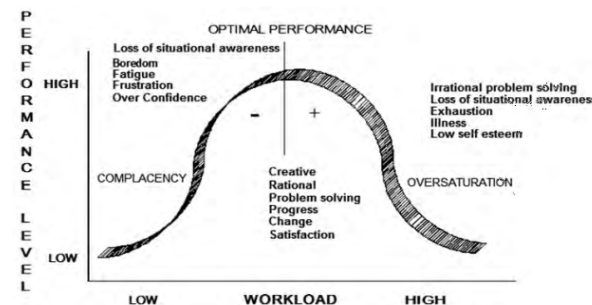 PERFORMANCE LEVEL
OPTIMAL PERFORMANCE
Loss of situational awareness
Boredom
Fatigue
Frustration
Over Confidence
HIGH
Irrational problem solving
Loss of situational awareness
Exhaustion
Illness
Low self esteem
- +
COMPLACENCY
Creative
Rational
Problem solving
Progress
Change
Satisfaction
OVERSATURATION
LOW
LOW WORKLOAD HIGH